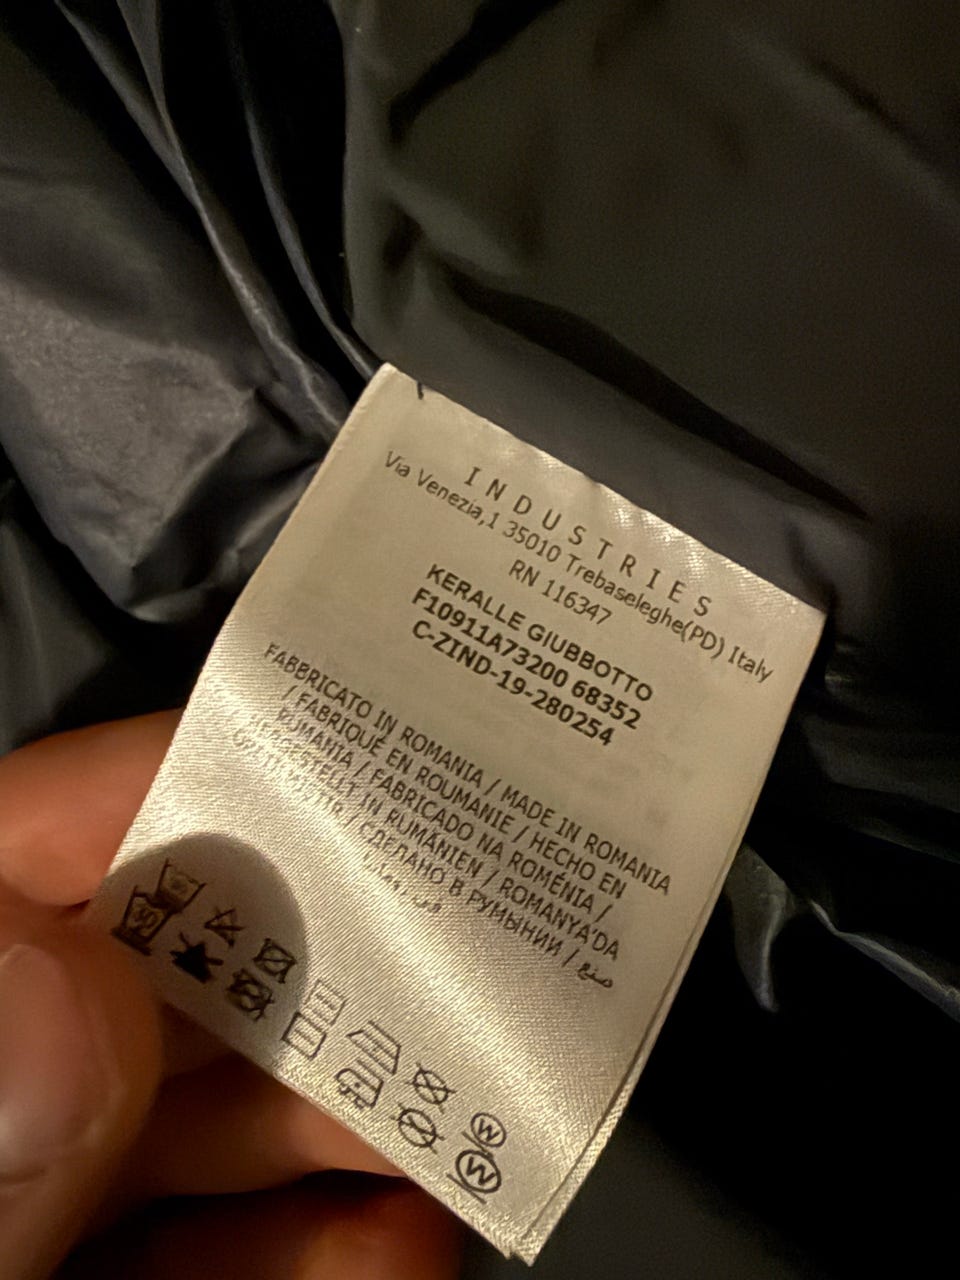 INDUSTRIES
Via Venezia,1 35010 Trebaseleghe(PD) Italy
RN 116347
KERALLE GIUBBOTTO
F10911A73200 68352
C-ZIND-19-280254
FABBRICATO IN ROMANIA / MADE IN ROMANIA
/ FABRIQUÉ EN ROUMANIE / HECHO EN
RUMANÍA / FABRICADO NA ROMÉNIA /
HERGESTELLT IN RUMÄNIEN / ROMANYA'DA
/ СДЕЛАНО В РУМЫНИИ / صنع
W
W